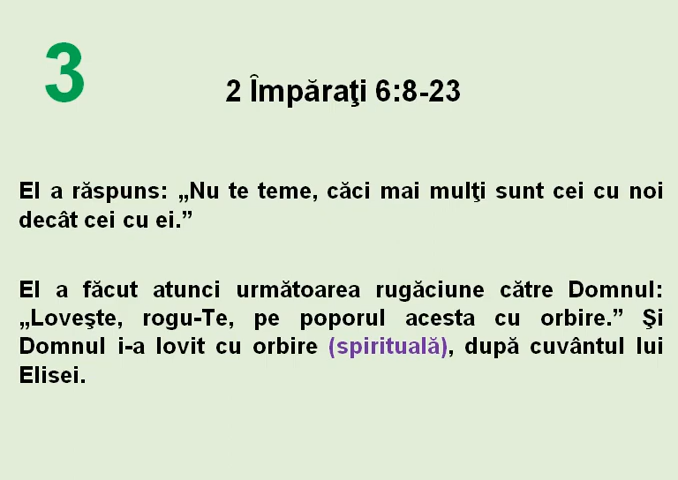 3
2 Împăraţi 6:8-23
El a răspuns: „Nu te teme, căci mai mulţi sunt cei cu noi
decât cei cu ei.”
El a făcut atunci următoarea rugăciune către Domnul:
„Loveşte, rogu-Te, pe poporul acesta cu orbire.” Şi
Domnul i-a lovit cu orbire (spirituală), după cuvântul lui
Elisei.